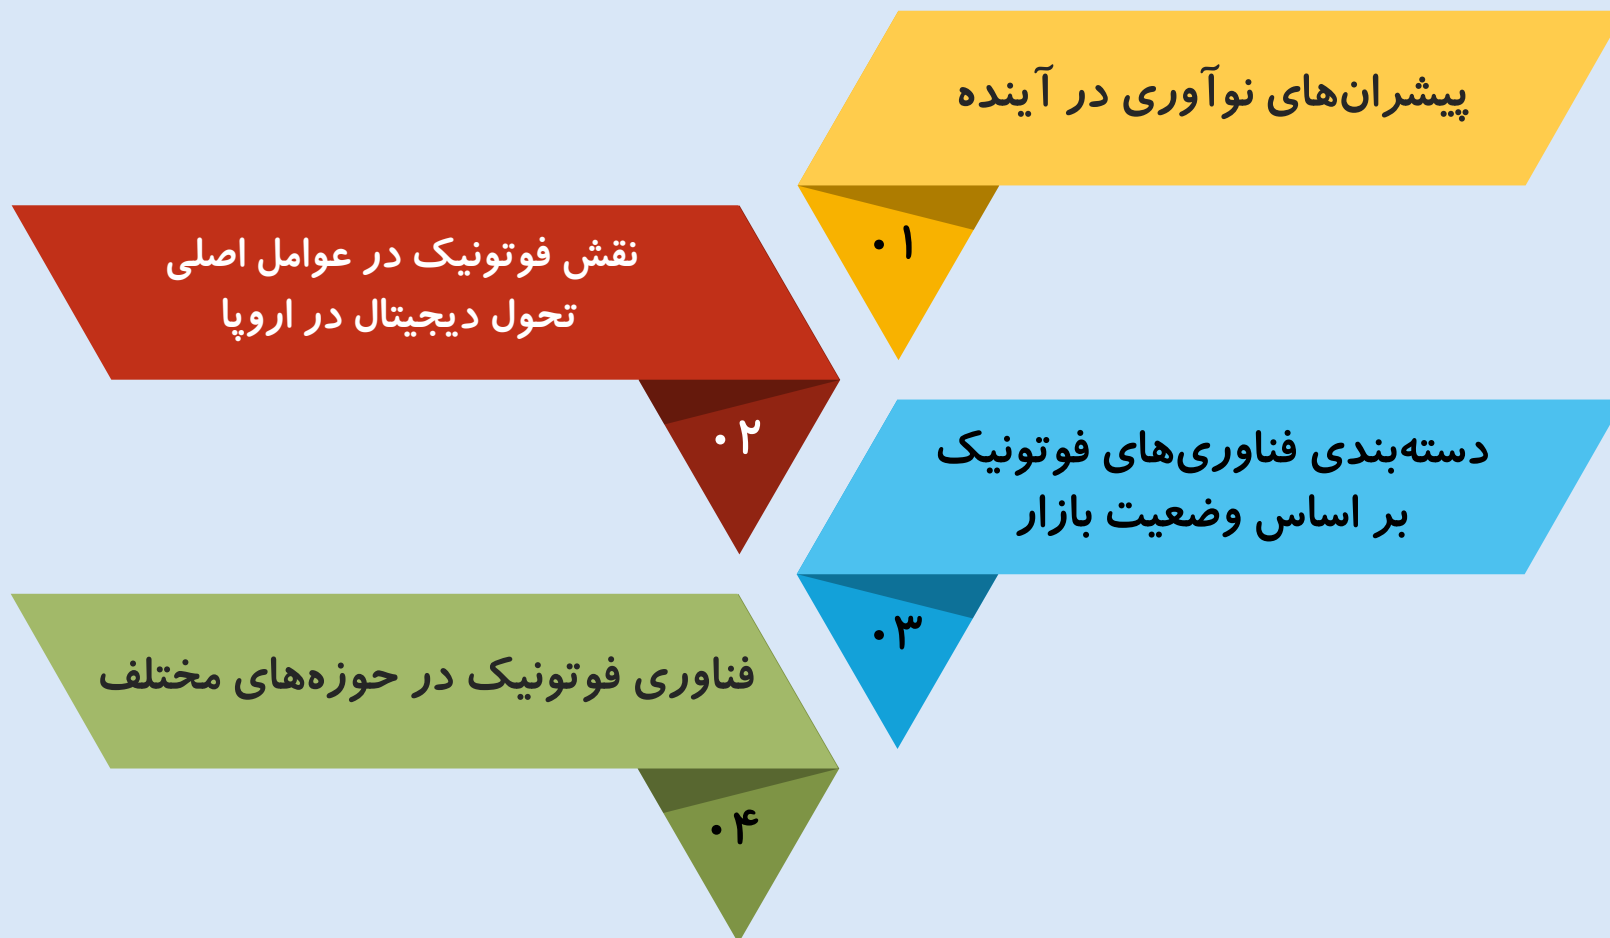 پیشران‌های نوآوری در آینده
۰۱
نقش فوتونیک در عوامل اصلی
تحول دیجیتال در اروپا
۰۲
دسته‌بندی فناوری‌های فوتونیک
بر اساس وضعیت بازار
۰۳
فناوری فوتونیک در حوزه‌های مختلف
۰۴